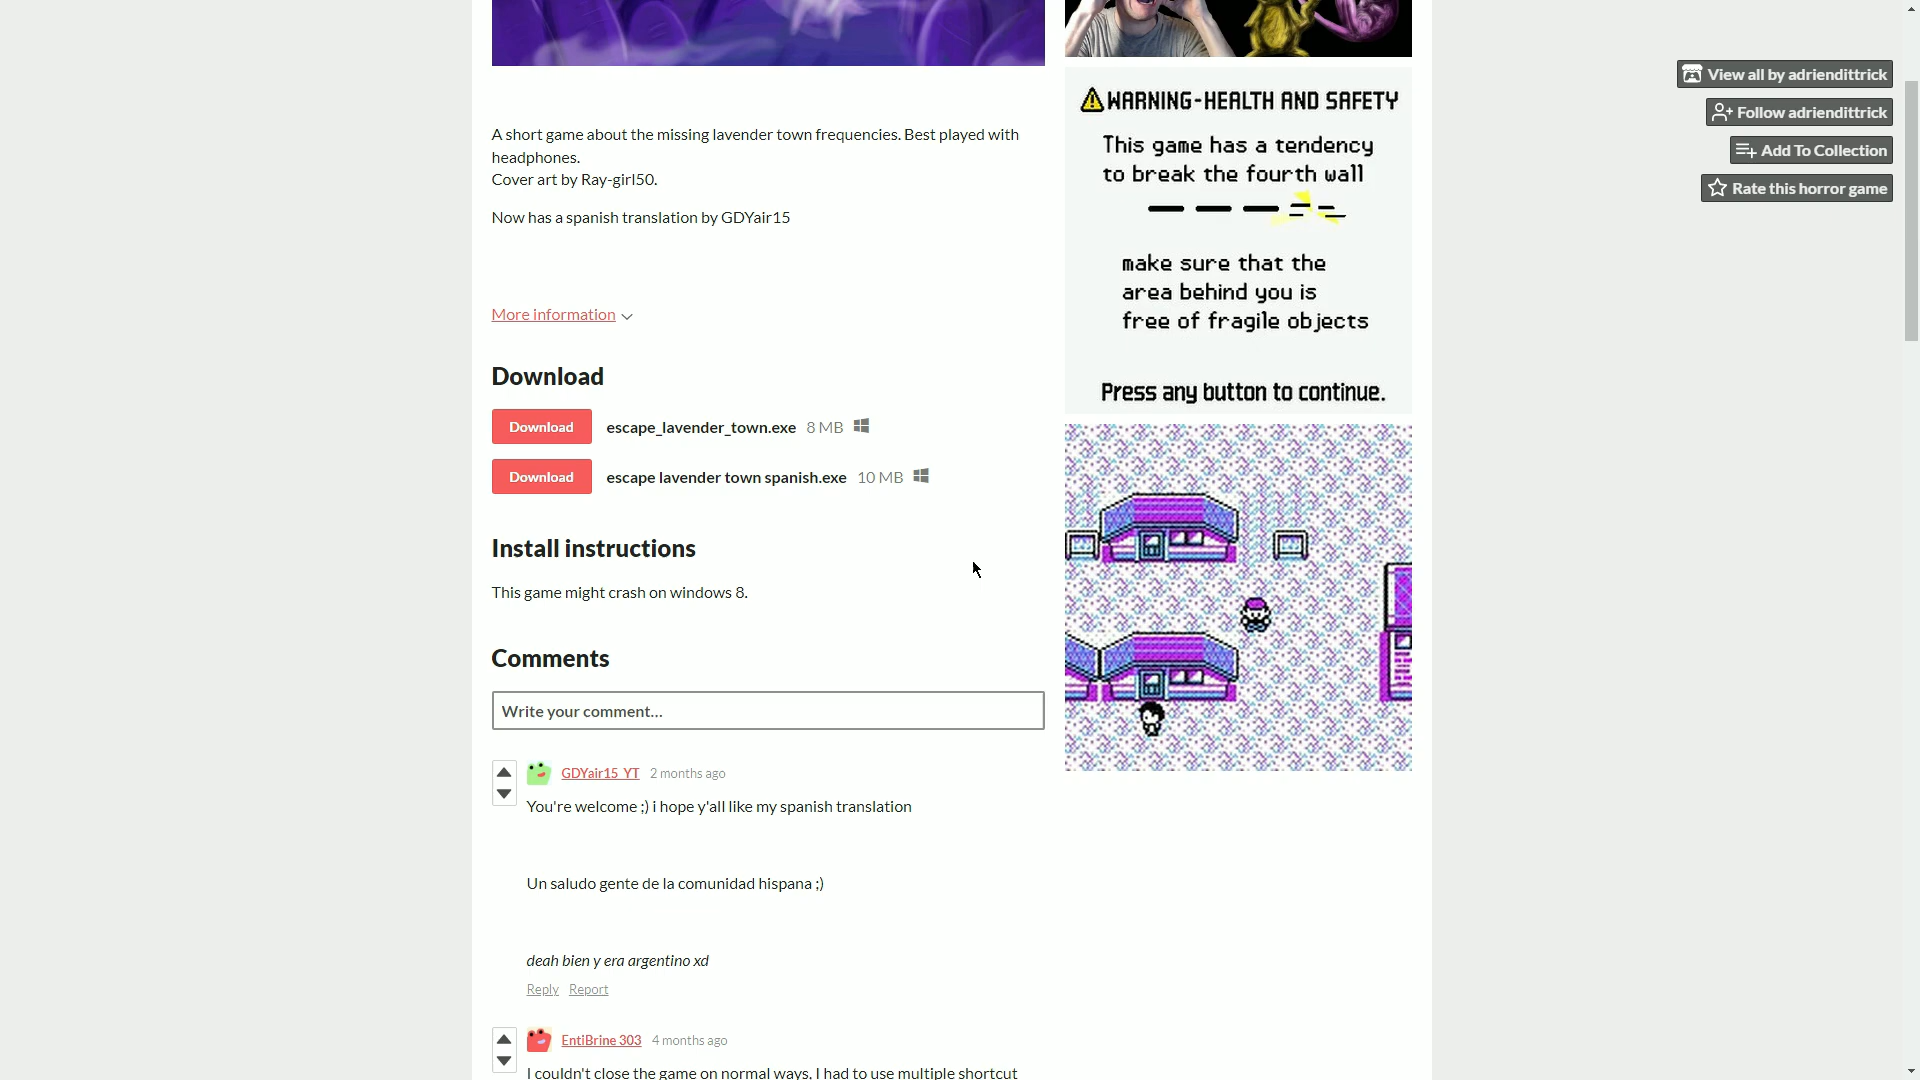 View all by adriendittrick
Follow adriendittrick
Add To Collection
Rate this horror game
A short game about the missing lavender town frequencies. Best played with
headphones.
Cover art by Ray-girl50.
Now has a spanish translation by GDYair15
More information
Download
Download escape_lavender_town.exe 8 MB
Download escape lavender town spanish.exe 10 MB
Install instructions
This game might crash on windows 8.
Comments
Write your comment...
GDYair15_YT 2 months ago
You're welcome ;) i hope y'all like my spanish translation
Un saludo gente de la comunidad hispana ;)
deah bien y era argentino xd
Reply Report
EntiBrine 303 4 months ago
I couldn't close the game on normal ways. I had to use multiple shortcut
WARNING-HEALTH AND SAFETY
This game has a tendency
to break the fourth wall
make sure that the
area behind you is
free of fragile objects
Press any button to continue.